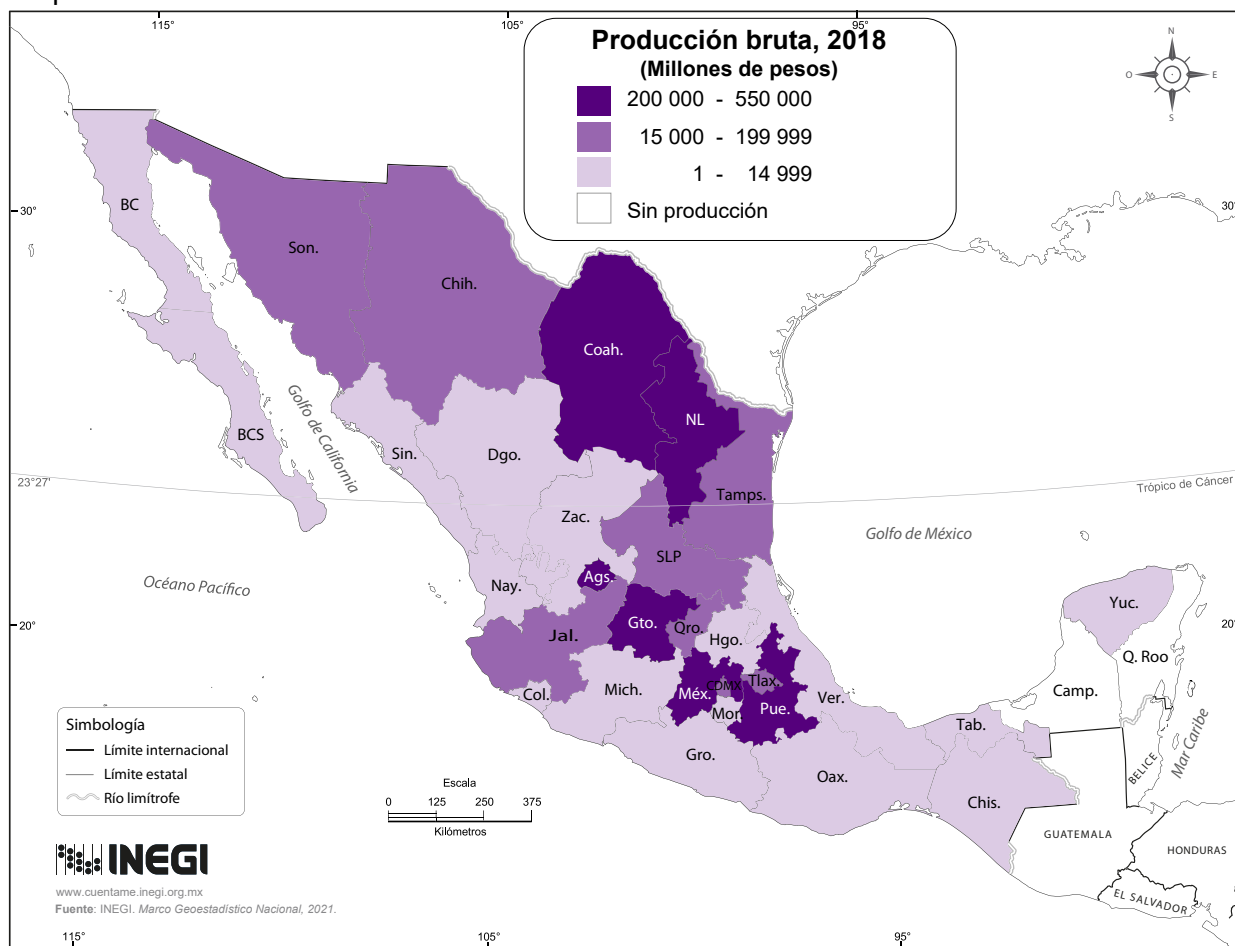 115°
105°
95°
Producción bruta, 2018
(Millones de pesos)
200 000 - 550 000
15 000 - 199 999
1 - 14 999
Sin producción
N
O
E
S
30°
30°
BC
Son.
Chih.
Coah.
NL
BCS
Golfo de California
Sin.
Dgo.
Tamps.
23°27'
Trópico de Cáncer
Zac.
Golfo de México
SLP
Océano Pacífico
Nay.
Ags.
Yuc.
20°
20°
Jal.
Gto.
Qro.
Hgo.
Q. Roo
Camp.
Col.
Mich.
Méx.
CDMX
Tlax.
Mor.
Pue.
Ver.
Tab.
Gro.
Oax.
Chis.
BELICE
Mar Caribe
GUATEMALA
HONDURAS
EL SALVADOR
Simbología
Límite internacional
Límite estatal
Río limítrofe
Escala
0 125 250 375
Kilómetros
INEGI
www.cuentame.inegi.org.mx
Fuente: INEGI. Marco Geoestadístico Nacional, 2021.
115°
105°
95°